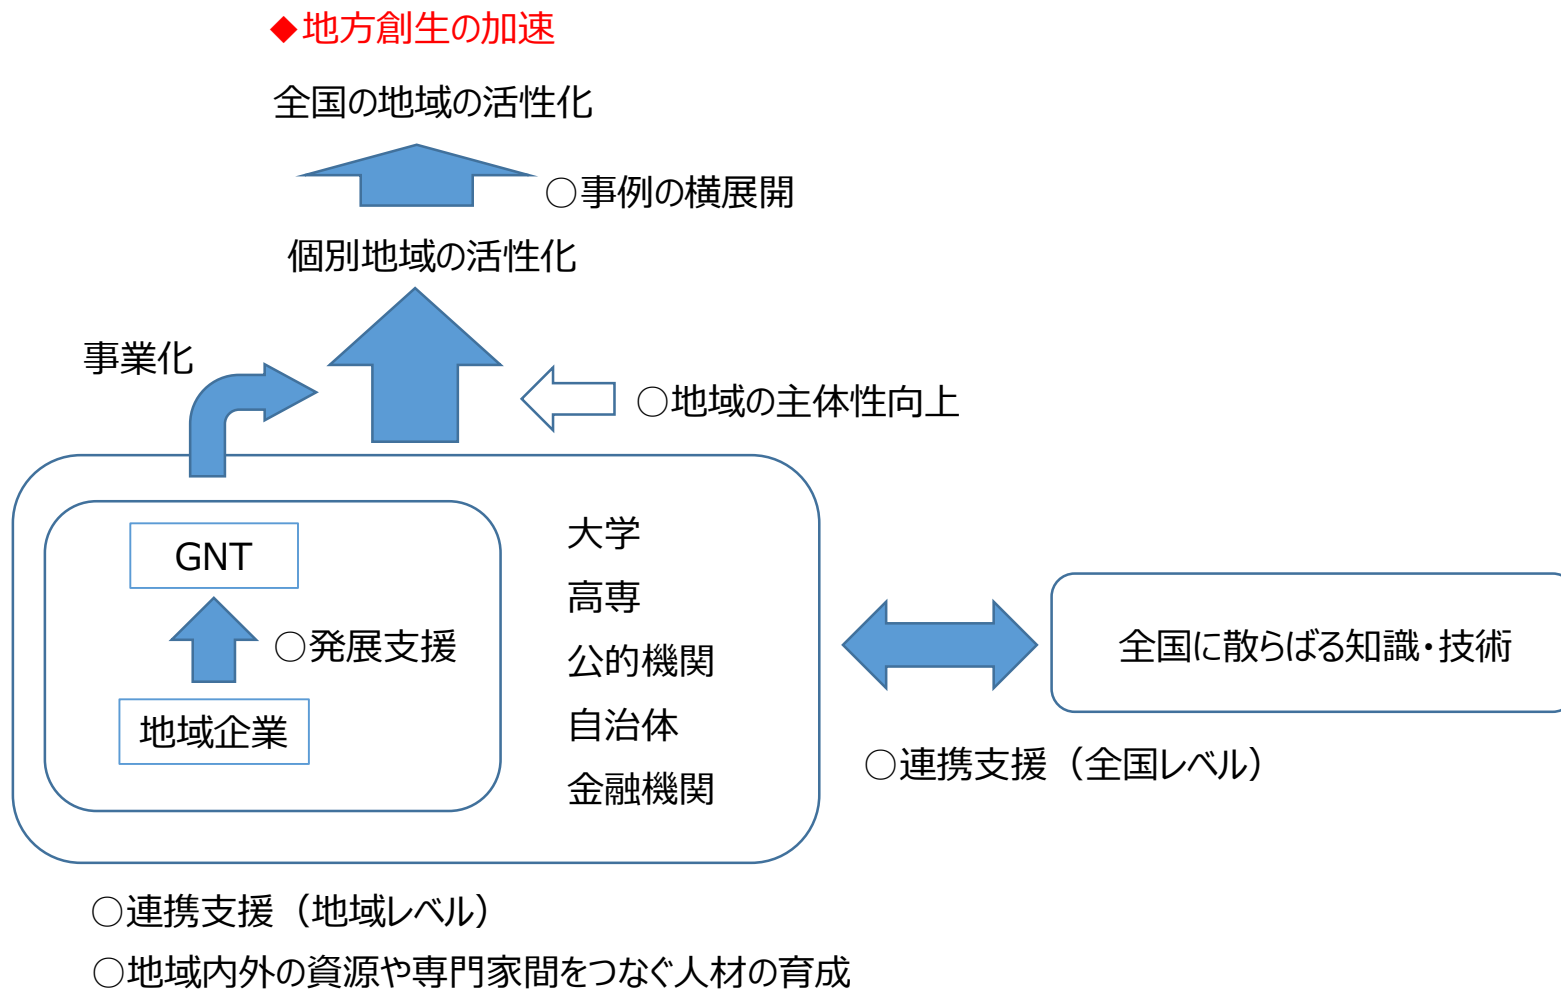 ◆地方創生の加速
全国の地域の活性化
○事例の横展開
個別地域の活性化
事業化
○地域の主体性向上
GNT
○発展支援
地域企業
大学
高専
公的機関
自治体
金融機関
全国に散らばる知識・技術
○連携支援（全国レベル）
○連携支援（地域レベル）
○地域内外の資源や専門家間をつなぐ人材の育成